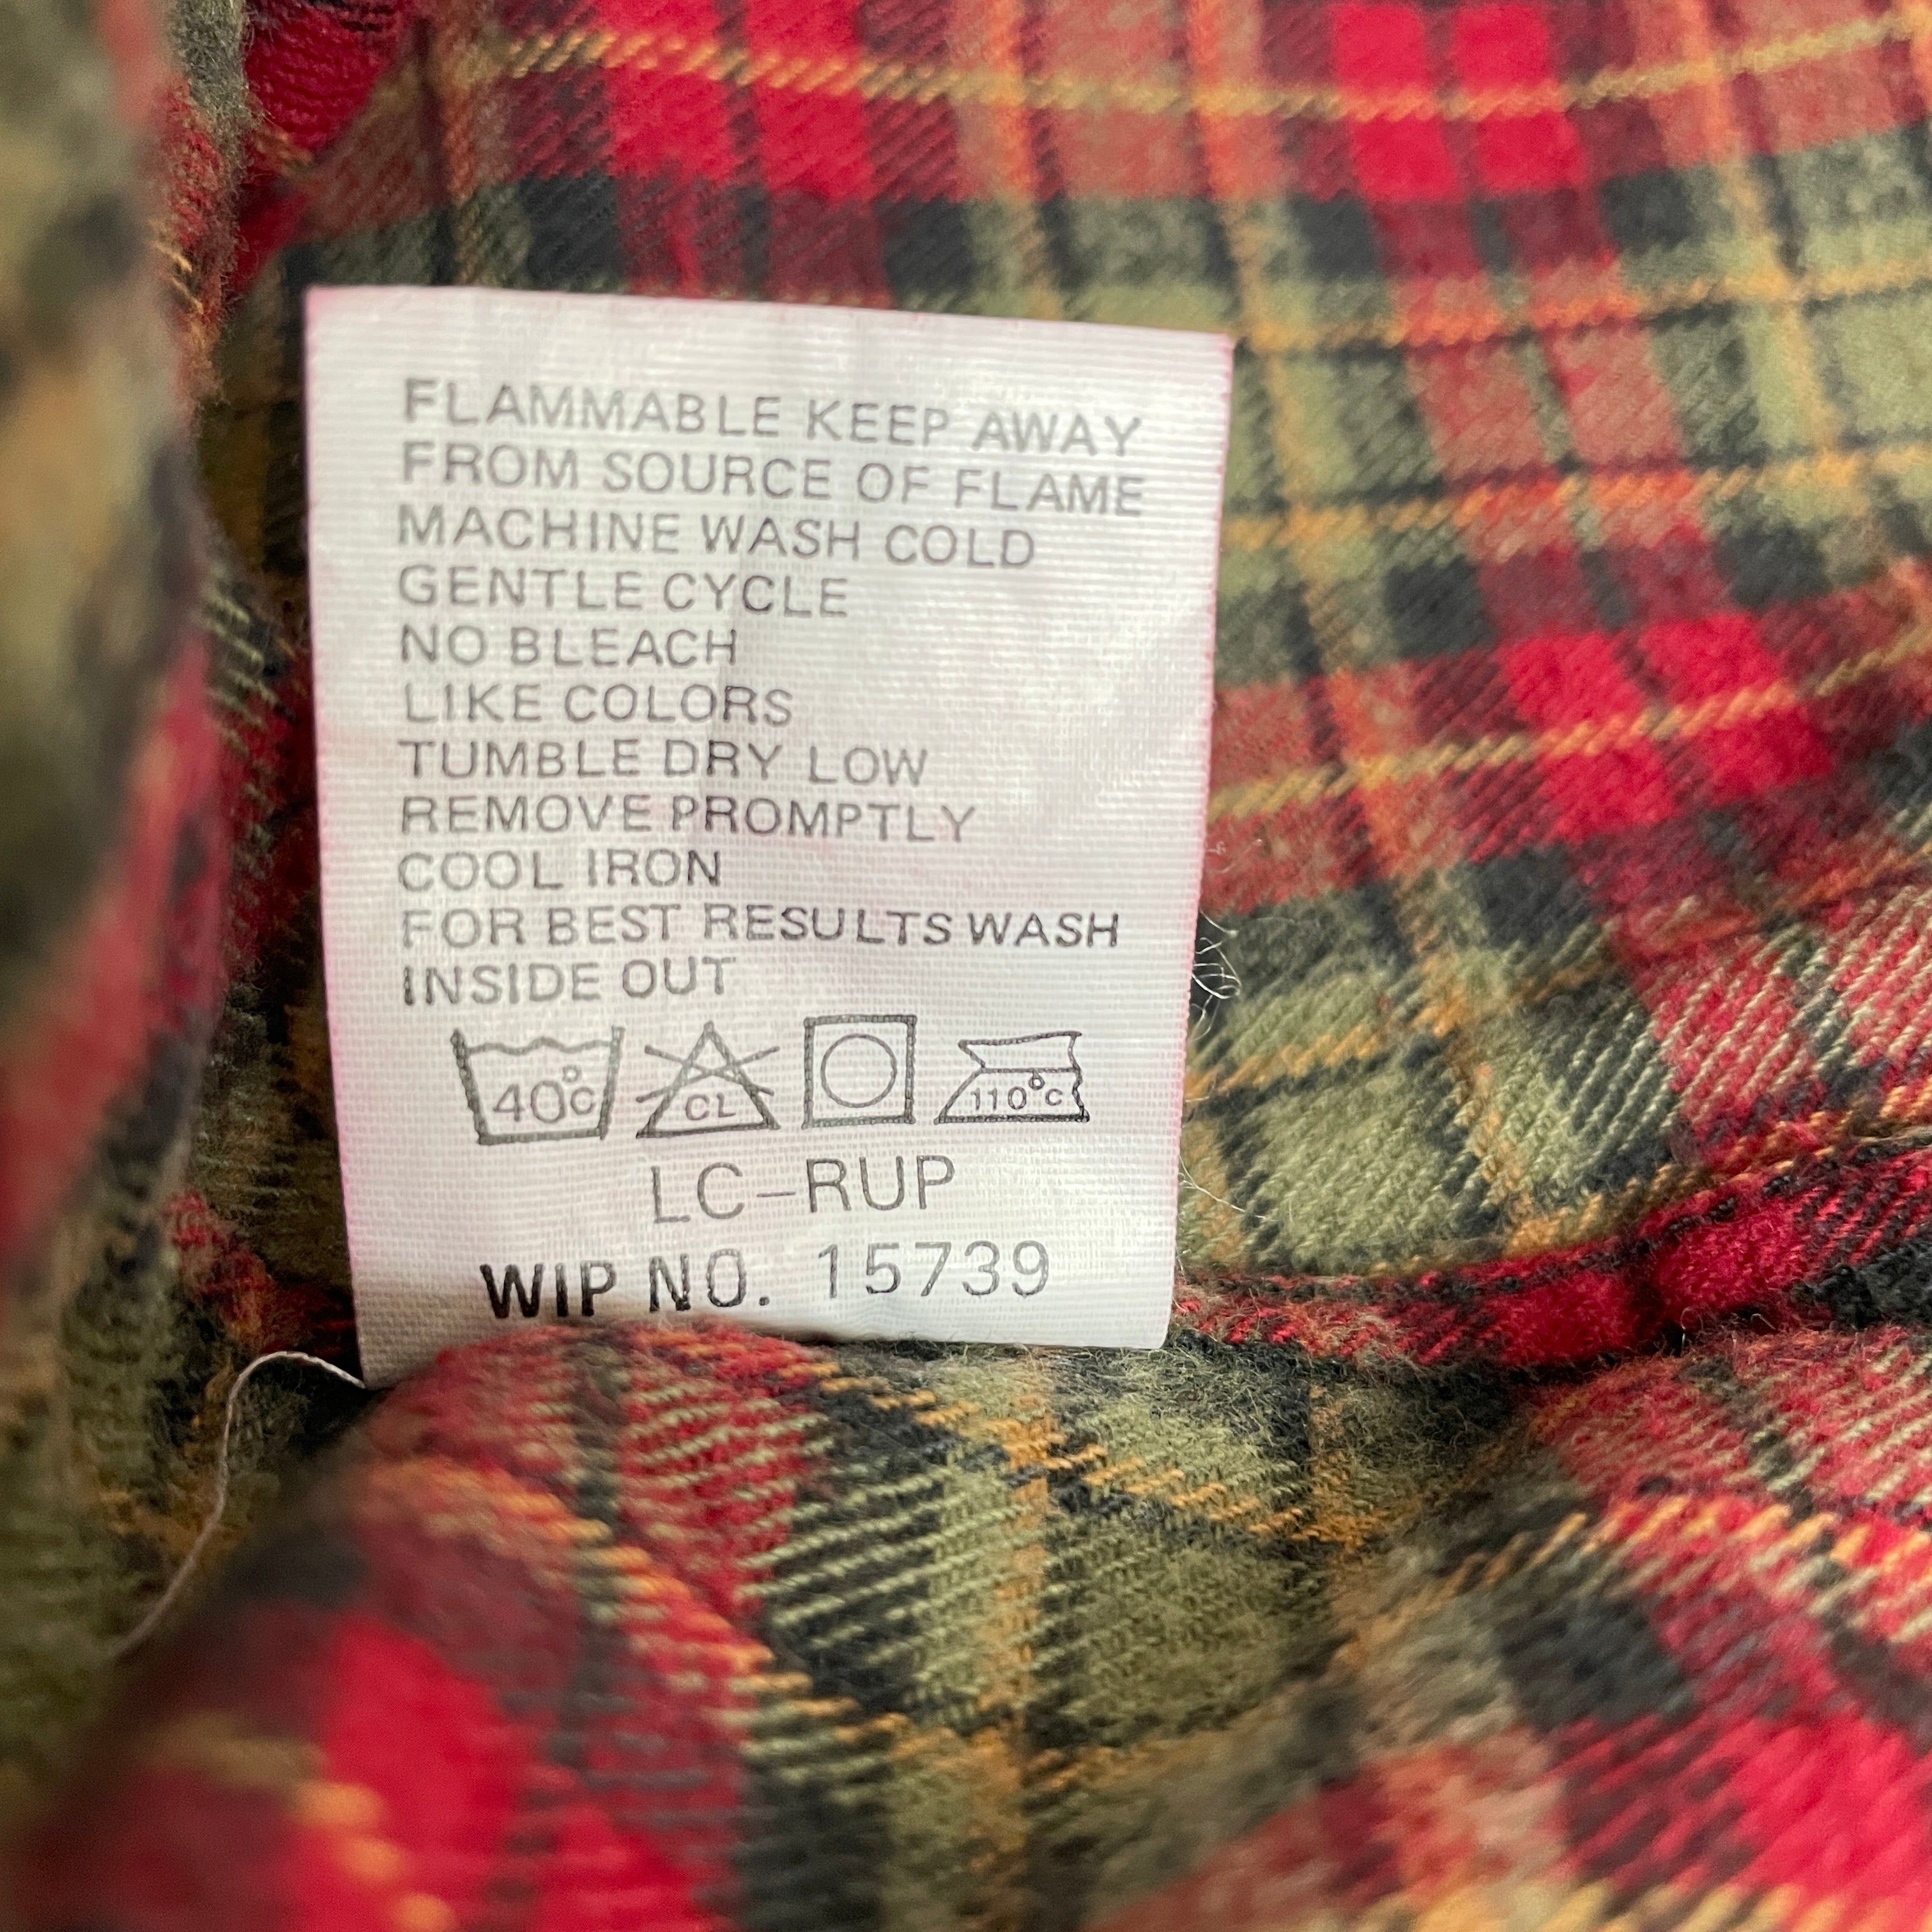 FLAMMABLE KEEP AWAY
FROM SOURCE OF FLAME
MACHINE WASH COLD
GENTLE CYCLE
NO BLEACH
LIKE COLORS
TUMBLE DRY LOW
REMOVE PROMPTLY
COOL IRON
FOR BEST RESULTS WASH
INSIDE OUT
40°C CL 110°C
LC-RUP
WIP NO. 15739